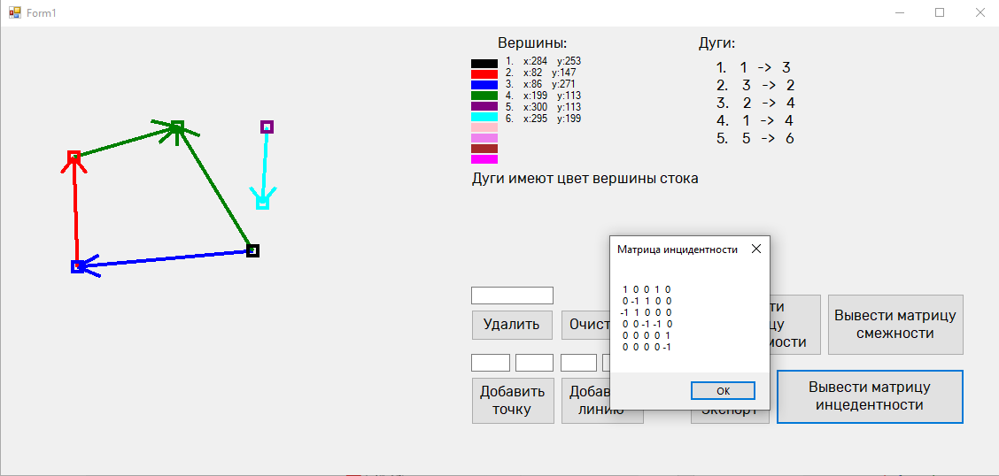 Form1
Вершины:
1. x:284 y:253
2. x:82 y:147
3. x:86 y:271
4. x:199 y:113
5. x:300 y:113
6. x:295 y:199
Дуги:
1. 1 -> 3
2. 3 -> 2
3. 2 -> 4
4. 1 -> 4
5. 5 -> 6
Дуги имеют цвет вершины стока
Матрица инцидентности
1 0 0 1 0
0 -1 1 0 0
-1 1 0 0 0
0 0 -1 -1 0
0 0 0 0 1
0 0 0 0 -1
OK
Удалить
Очист
ти
цу
мости
Вывести матрицу
смежности
Добавить
точку
Добав
линию
Экспорт
Вывести матрицу
инцедентности